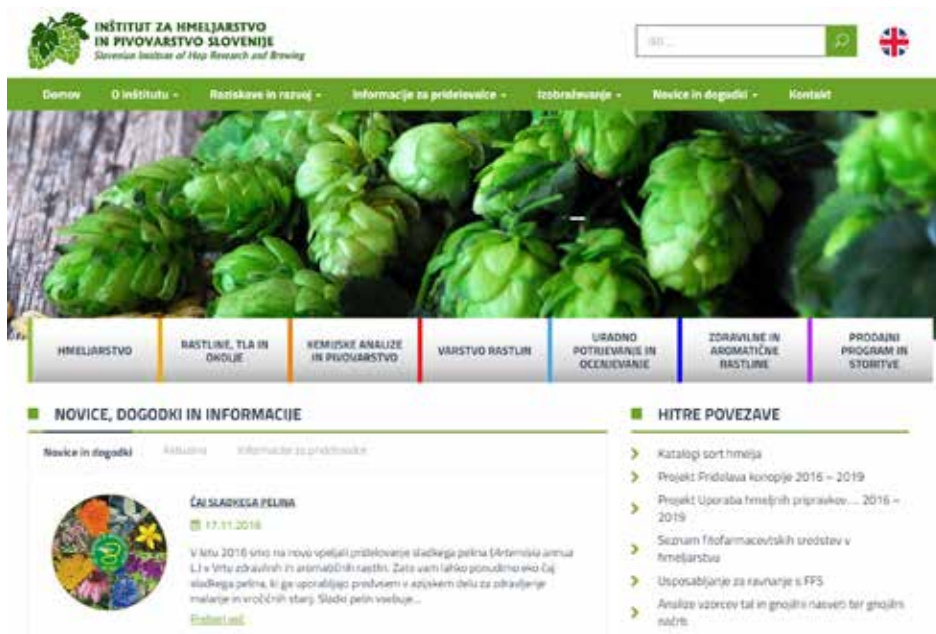 INŠTITUT ZA HMELJARSTVO
IN PIVOVARSTVO SLOVENIJE
Slovenian Institute of Hop Research and Brewing
Domov
O inštitutu
Raziskave in razvoj
Informacije za pridelovalce
Izobraževanje
Novice in dogodki
Kontakt
HMELJARSTVO
RASTLINE, TLA IN
OKOLJE
KEMIJSKE ANALIZE
IN PIVOVARSTVO
VARSTVO RASTLIN
URADNO
POTRJEVANJE IN
OCENJEVANJE
ZDRAVILNE IN
AROMATIČNE
RASTLINE
PRODAJNI
PROGRAM IN
STORITVE
NOVICE, DOGODKI IN INFORMACIJE
Novice in dogodki
Aktualno
Informacije za pridelovalce
ČAJ SLADKEGA PELINA
17.11.2016
V letu 2016 smo na novo vpeljali pridelovanje sladkega pelina (Artemisia annua
L.) v Vrtu zdravilnih in aromatičnih rastlin. Zato vam lahko ponudimo eko čaj
sladkega pelina, ki ga uporabljajo predvsem v azijskem delu za zdravljenje
malarije in vročičnih stanj. Sladki pelin vsebuje...
Preberi več
HITRE POVEZAVE
Katalogi sort hmelja
Projekt Pridelava konopije 2016 – 2019
Projekt Uporaba hmeljnih pripravkov... 2016 –
2019
Seznam fitofarmacevtskih sredstev v
hmeljarstvu
Usposabljanje za ravnanje s FFS
Analize vzorcev tal in gnojilni nasveti ter gnojilni
načrti